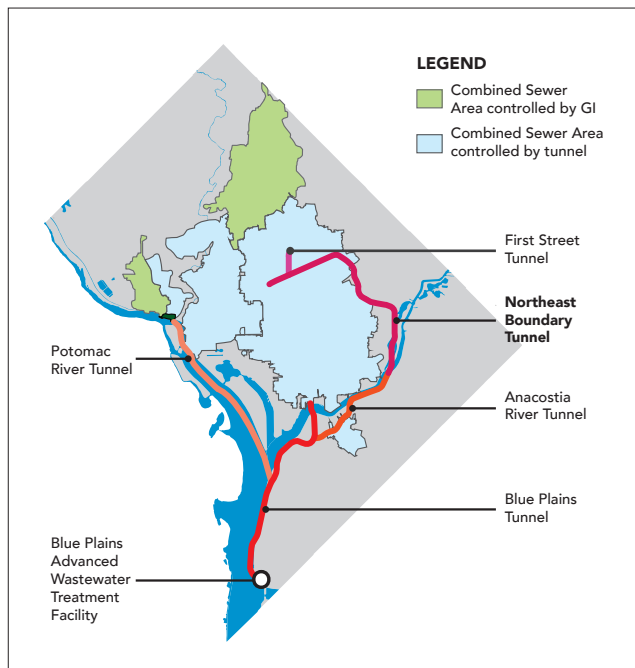 LEGEND
Combined Sewer
Area controlled by GI
Combined Sewer Area
controlled by tunnel
First Street
Tunnel
Northeast
Boundary
Tunnel
Potomac
River Tunnel
Anacostia
River Tunnel
Blue Plains
Tunnel
Blue Plains
Advanced
Wastewater
Treatment
Facility